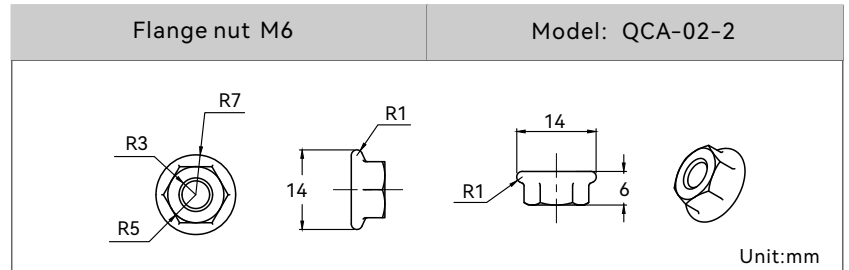 Flange nut M6
Model: QCA-02-2
R7
R3
R5
R1
14
14
R1
6
Unit:mm